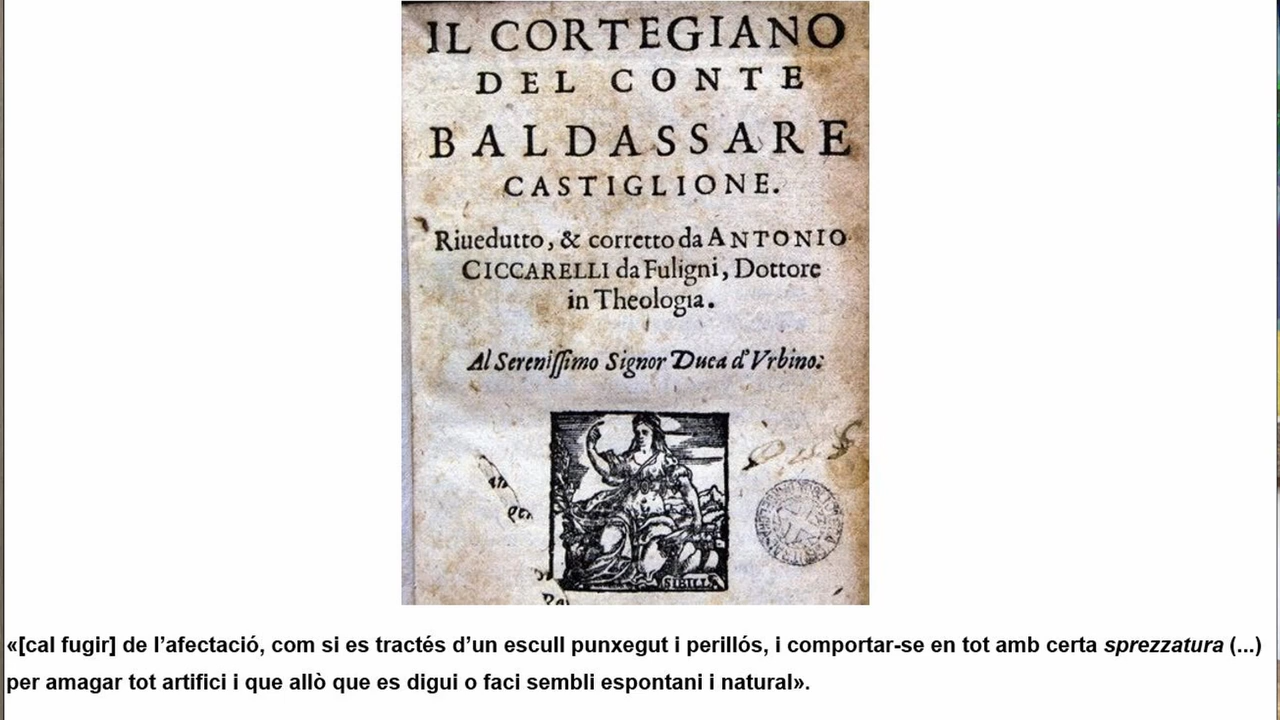 IL CORTEGIANO
DEL CONTE
BALDASSARE
CASTIGLIONE.
Riuedutto, & corretto da ANTONIO
CICCARELLI da Fuligni, Dottore
in Theologia.
Al Serenissimo Signor Duca d'Vrbino:
SIBILLA
«[cal fugir] de l’afectació, com si es tractés d’un escull punxegut i perillós, i comportar-se en tot amb certa sprezzatura (...)
per amagar tot artifici i que allò que es digui o faci sembli espontani i natural».